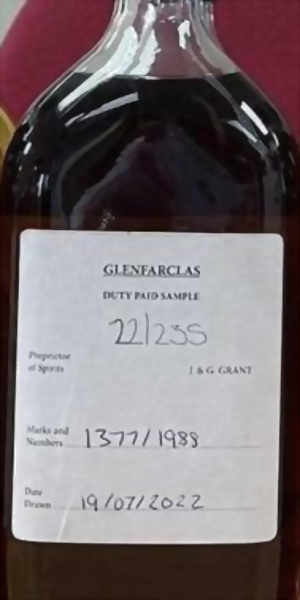 GLENFARCLAS
DUTY PAID SAMPLE
22/235
Proprietor of Spirits J & G GRANT
Marks and Numbers 1377/1988
Date Drawn 19/07/2022